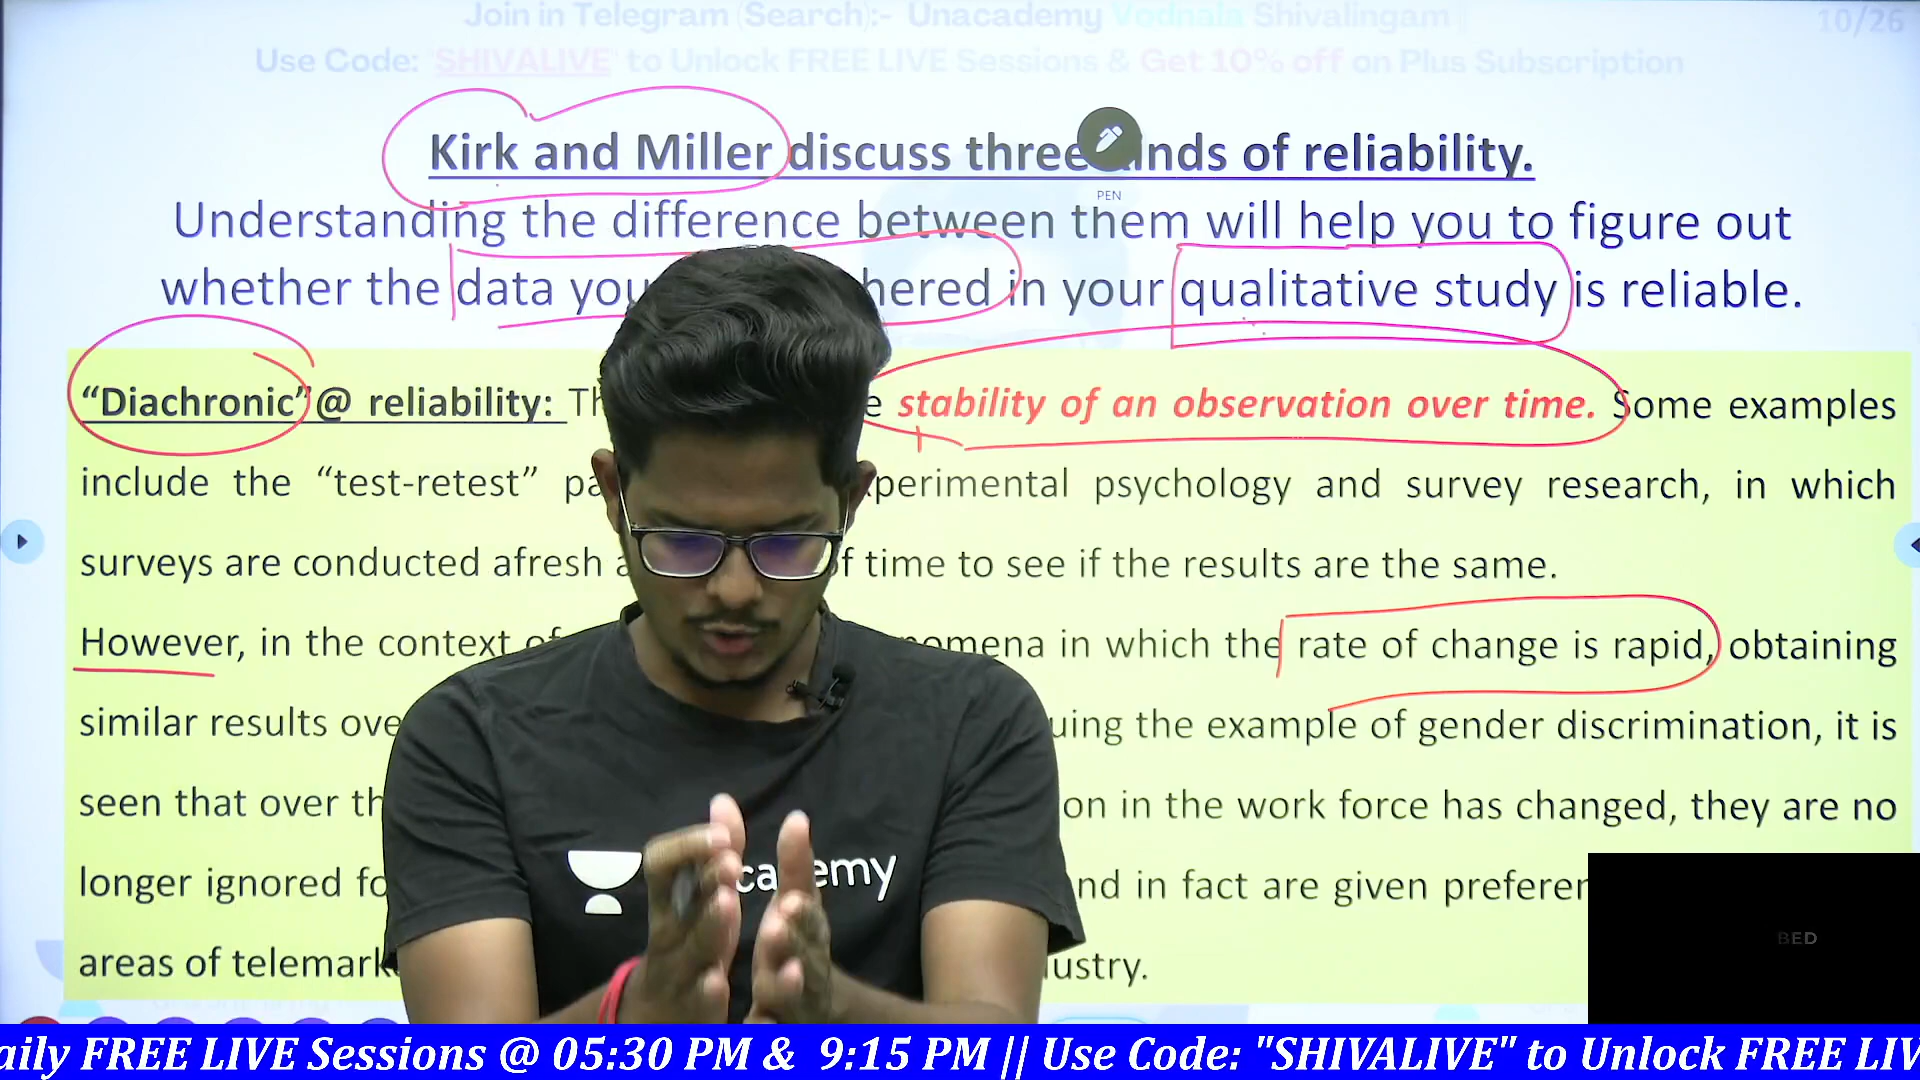 Join in Telegram (Search):- Unacademy Vodnala Shivalingam
10/26
Use Code: "SHIVALIVE" to Unlock FREE LIVE Sessions & Get 10% off on Plus Subscription
Kirk and Miller discuss three kinds of reliability.
PEN
Understanding the difference between them will help you to figure out
whether the data you hered in your qualitative study is reliable.
“Diachronic”@ reliability: Th e stability of an observation over time. Some examples
include the “test-retest” pa xperimental psychology and survey research, in which
surveys are conducted afresh a of time to see if the results are the same.
However, in the context of nomena in which the rate of change is rapid, obtaining
similar results ove uing the example of gender discrimination, it is
seen that over th on in the work force has changed, they are no
longer ignored fo nd in fact are given preferen
areas of telemark dustry.
cademy
BED
aily FREE LIVE Sessions @ 05:30 PM & 9:15 PM || Use Code: "SHIVALIVE" to Unlock FREE LIV